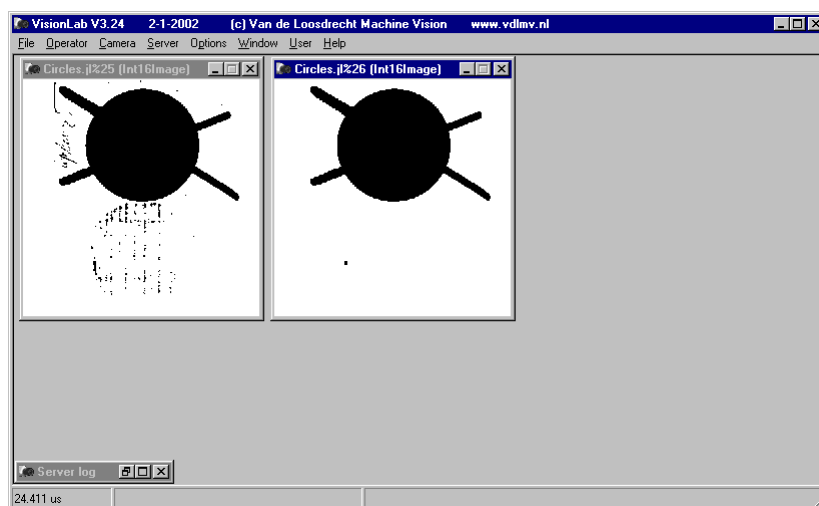 VisionLab V3.24 2-1-2002 (c) Van de Loosdrecht Machine Vision www.vdlmv.nl
File Operator Camera Server Options Window User Help
Circles.jl%25 (Int16Image)
Circles.jl%26 (Int16Image)
Server log
24.411 us